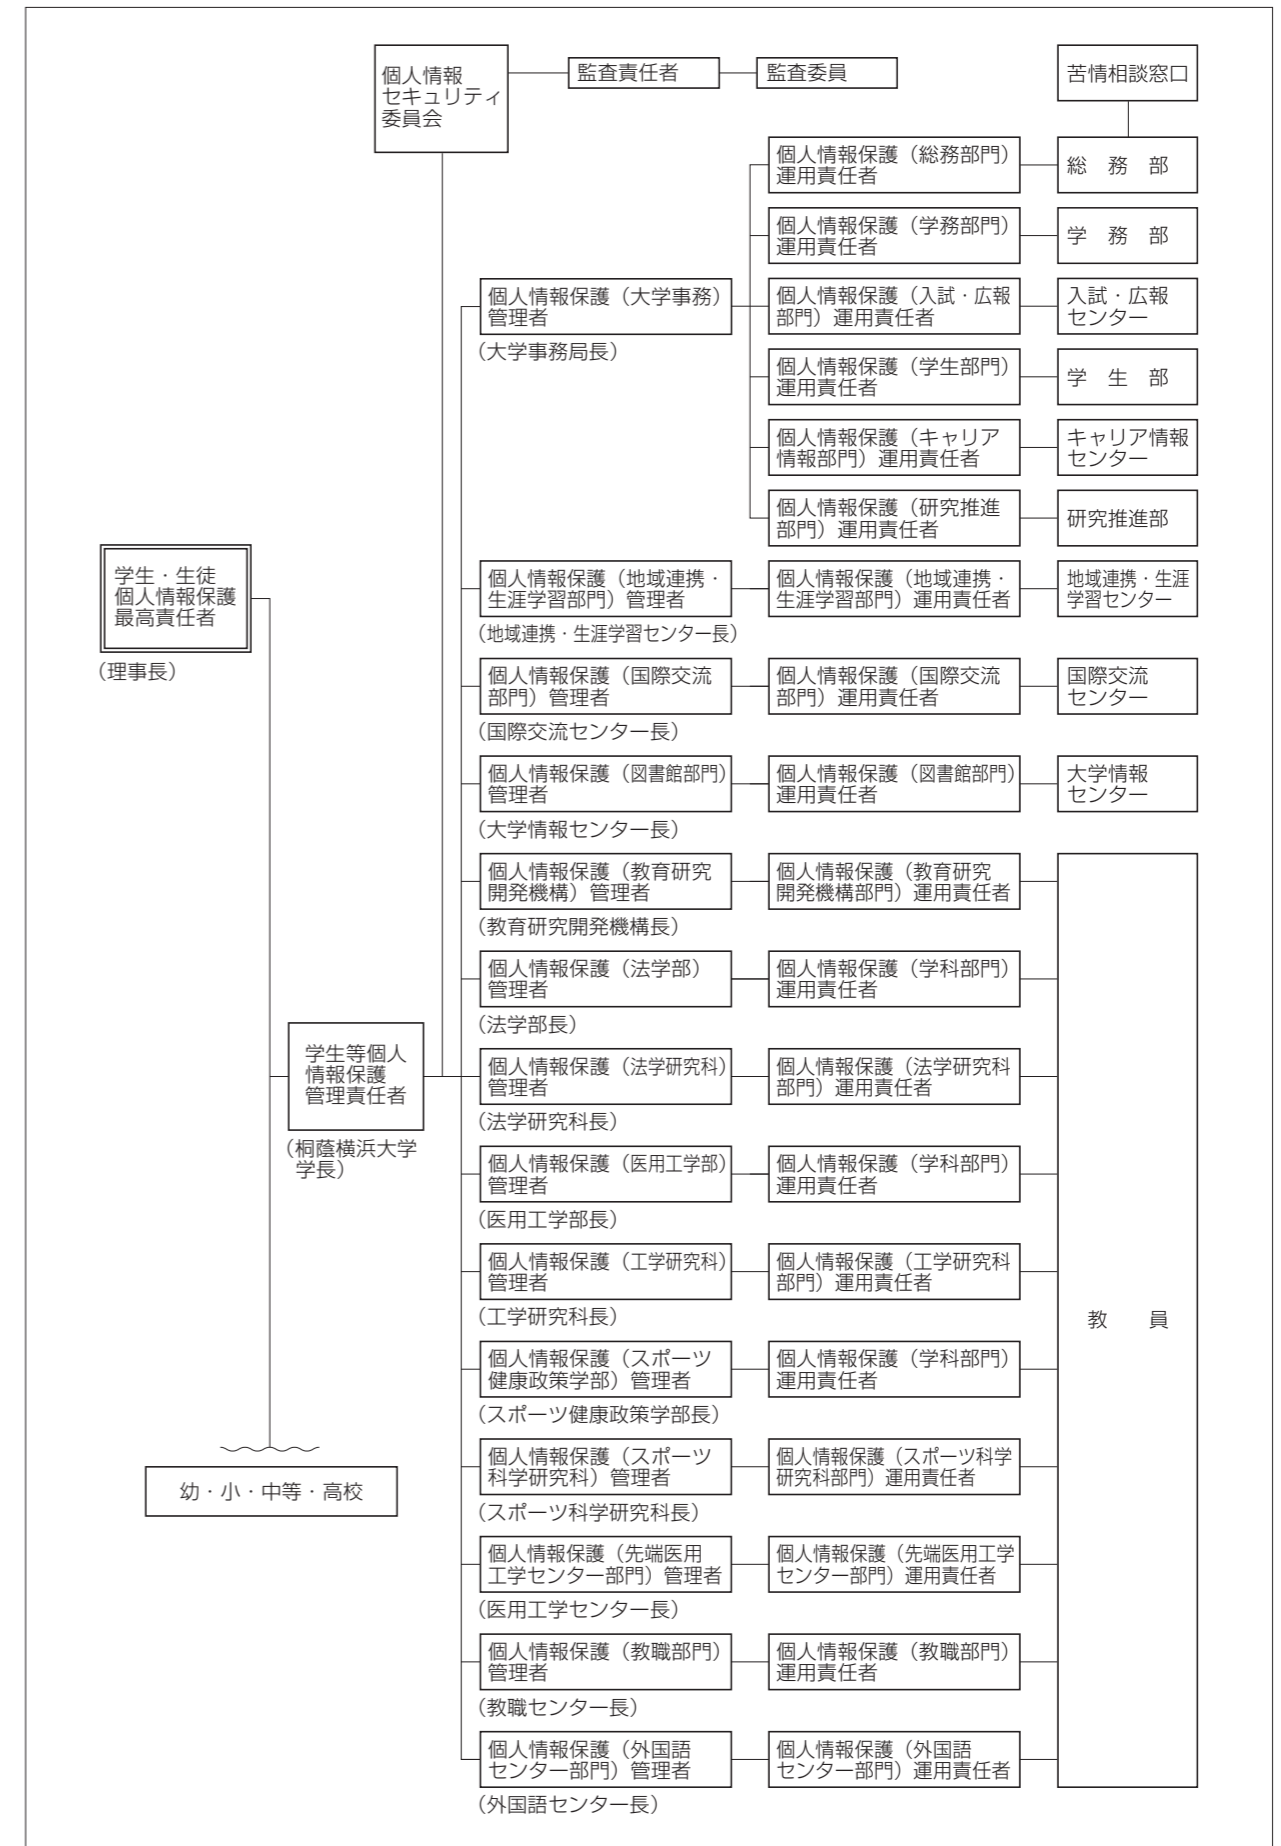 個人情報
セキュリティ
委員会
監査責任者
監査委員
苦情相談窓口
個人情報保護（総務部門）
運用責任者
総　務　部
個人情報保護（学務部門）
運用責任者
学　務　部
個人情報保護（大学事務）
管理者
（大学事務局長）
個人情報保護（入試・広報
部門）運用責任者
入試・広報
センター
個人情報保護（学生部門）
運用責任者
学　生　部
個人情報保護（キャリア
情報部門）運用責任者
キャリア情報
センター
個人情報保護（研究推進
部門）運用責任者
研究推進部
学生・生徒
個人情報保護
最高責任者
（理事長）
個人情報保護（地域連携・
生涯学習部門）管理者
（地域連携・生涯学習センター長）
個人情報保護（地域連携・
生涯学習部門）運用責任者
地域連携・生涯
学習センター
個人情報保護（国際交流
部門）管理者
（国際交流センター長）
個人情報保護（国際交流
部門）運用責任者
国際交流
センター
個人情報保護（図書館部門）
管理者
（大学情報センター長）
個人情報保護（図書館部門）
運用責任者
大学情報
センター
個人情報保護（教育研究
開発機構）管理者
（教育研究開発機構長）
個人情報保護（教育研究
開発機構部門）運用責任者
個人情報保護（法学部）
管理者
（法学部長）
個人情報保護（学科部門）
運用責任者
学生等個人
情報保護
管理責任者
（桐蔭横浜大学
学長）
個人情報保護（法学研究科）
管理者
（法学研究科長）
個人情報保護（法学研究科
部門）運用責任者
個人情報保護（医用工学部）
管理者
（医用工学部長）
個人情報保護（学科部門）
運用責任者
個人情報保護（工学研究科）
管理者
（工学研究科長）
個人情報保護（工学研究科
部門）運用責任者
教　　員
個人情報保護（スポーツ
健康政策学部）管理者
（スポーツ健康政策学部長）
個人情報保護（学科部門）
運用責任者
幼・小・中等・高校
個人情報保護（スポーツ
科学研究科）管理者
（スポーツ科学研究科長）
個人情報保護（スポーツ科学
研究科部門）運用責任者
個人情報保護（先端医用
工学センター部門）管理者
（医用工学センター長）
個人情報保護（先端医用工学
センター部門）運用責任者
個人情報保護（教職部門）
管理者
（教職センター長）
個人情報保護（教職部門）
運用責任者
個人情報保護（外国語
センター部門）管理者
（外国語センター長）
個人情報保護（外国語
センター部門）運用責任者